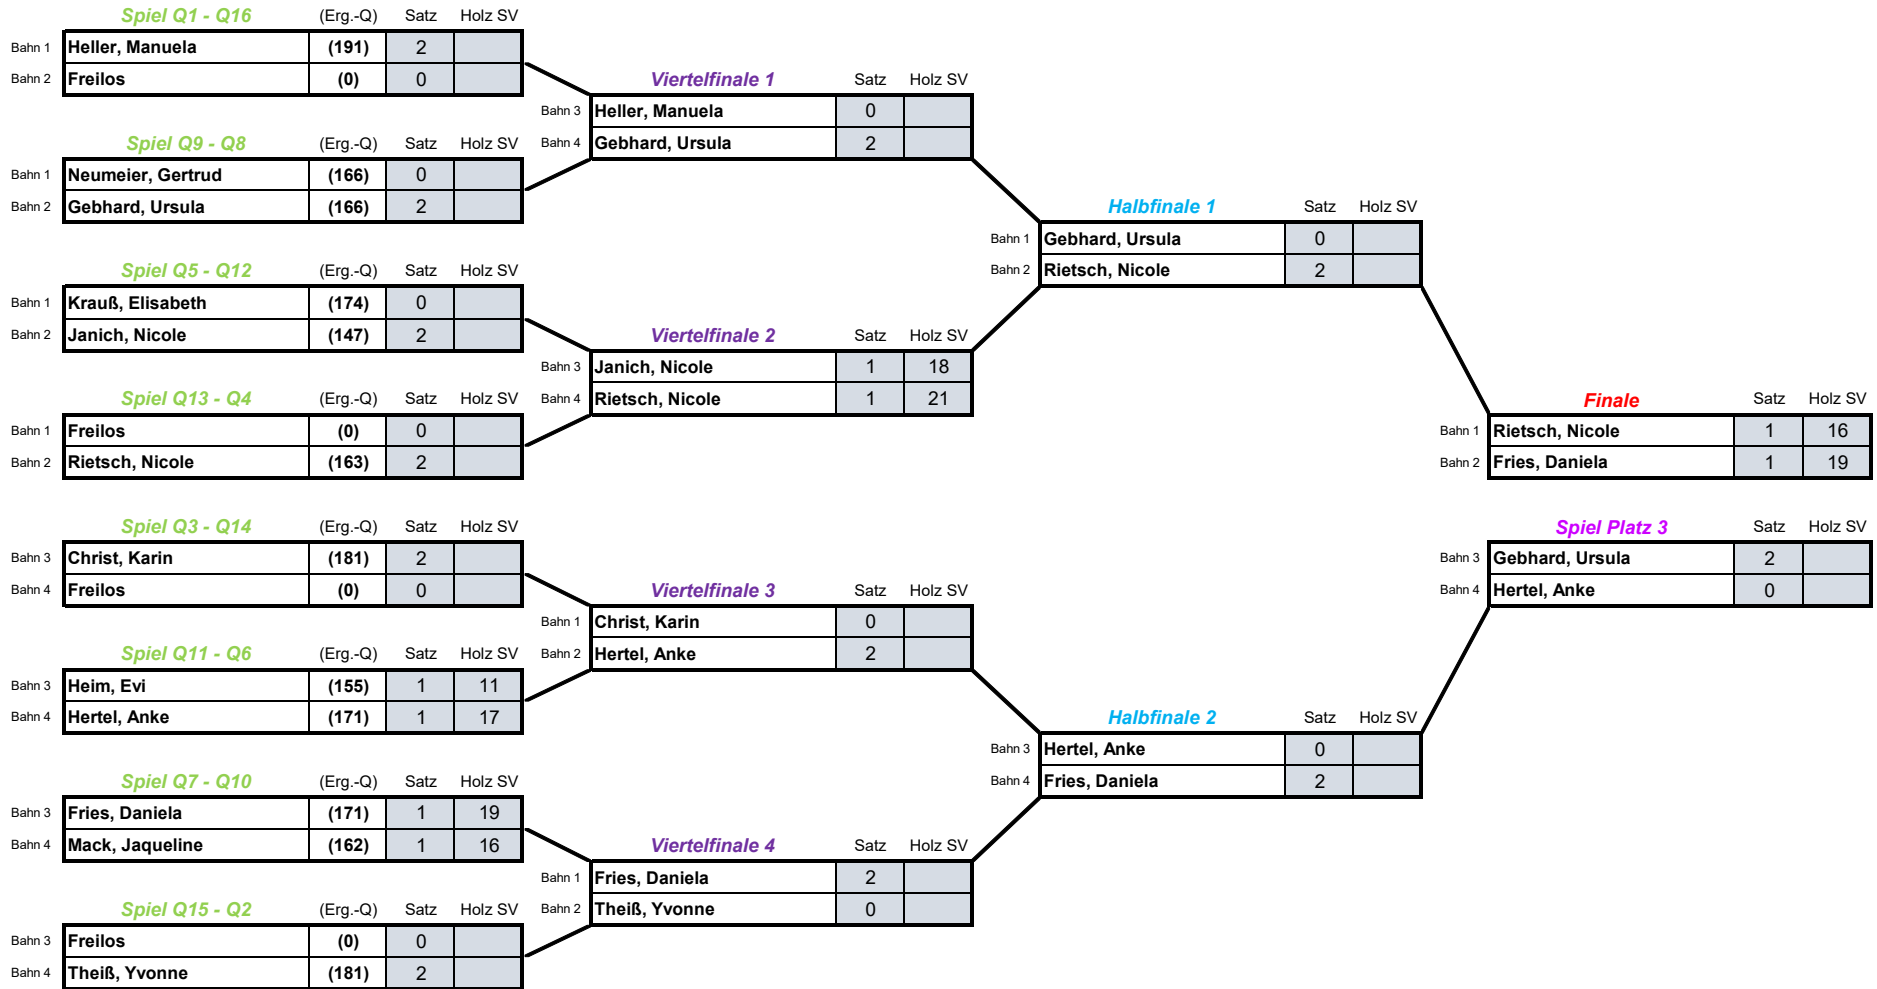 Spiel Q1 - Q16 (Erg.-Q) Satz Holz SV
Bahn 1 Heller, Manuela (191) 2
Bahn 2 Freilos (0) 0
Spiel Q9 - Q8 (Erg.-Q) Satz Holz SV
Bahn 1 Neumeier, Gertrud (166) 0
Bahn 2 Gebhard, Ursula (166) 2
Spiel Q5 - Q12 (Erg.-Q) Satz Holz SV
Bahn 1 Krauß, Elisabeth (174) 0
Bahn 2 Janich, Nicole (147) 2
Spiel Q13 - Q4 (Erg.-Q) Satz Holz SV
Bahn 1 Freilos (0) 0
Bahn 2 Rietsch, Nicole (163) 2
Spiel Q3 - Q14 (Erg.-Q) Satz Holz SV
Bahn 3 Christ, Karin (181) 2
Bahn 4 Freilos (0) 0
Spiel Q11 - Q6 (Erg.-Q) Satz Holz SV
Bahn 3 Heim, Evi (155) 1 11
Bahn 4 Hertel, Anke (171) 1 17
Spiel Q7 - Q10 (Erg.-Q) Satz Holz SV
Bahn 3 Fries, Daniela (171) 1 19
Bahn 4 Mack, Jaqueline (162) 1 16
Spiel Q15 - Q2 (Erg.-Q) Satz Holz SV
Bahn 3 Freilos (0) 0
Bahn 4 Theiß, Yvonne (181) 2
Viertelfinale 1 Satz Holz SV
Bahn 3 Heller, Manuela 0
Bahn 4 Gebhard, Ursula 2
Viertelfinale 2 Satz Holz SV
Bahn 3 Janich, Nicole 1 18
Bahn 4 Rietsch, Nicole 1 21
Viertelfinale 3 Satz Holz SV
Bahn 1 Christ, Karin 0
Bahn 2 Hertel, Anke 2
Viertelfinale 4 Satz Holz SV
Bahn 1 Fries, Daniela 2
Bahn 2 Theiß, Yvonne 0
Halbfinale 1 Satz Holz SV
Bahn 1 Gebhard, Ursula 0
Bahn 2 Rietsch, Nicole 2
Halbfinale 2 Satz Holz SV
Bahn 3 Hertel, Anke 0
Bahn 4 Fries, Daniela 2
Finale Satz Holz SV
Bahn 1 Rietsch, Nicole 1 16
Bahn 2 Fries, Daniela 1 19
Spiel Platz 3 Satz Holz SV
Bahn 3 Gebhard, Ursula 2
Bahn 4 Hertel, Anke 0